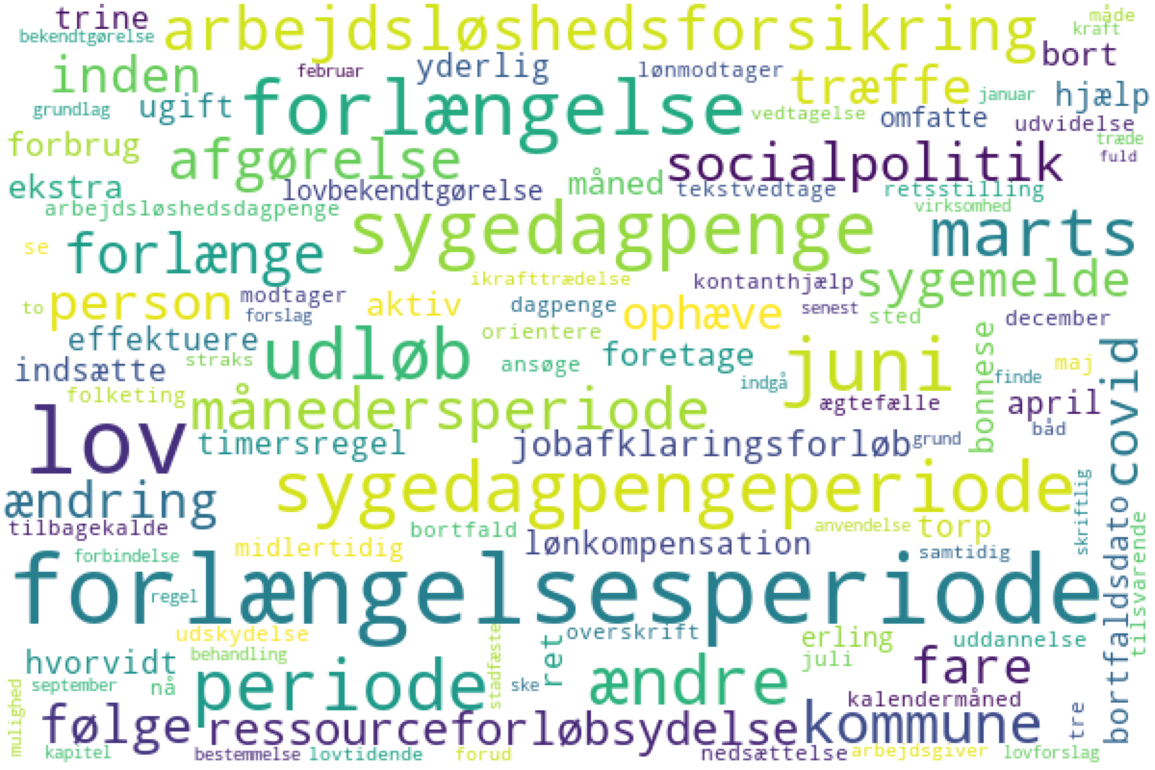 trine
arbejdsløshedsforsikring
måde
kraft
bekendtgørelse
bort
inden
februar
yderlig
lønmodtager
træffe
januar
hjælp
grundlag
ugift
forlængelse
vedtagelse
omfatte
udvidelse
træde
forbrug
afgørelse
socialpolitik
fuld
ekstra
lovbekendtgørelse
måned
tekstvedtage
retsstilling
arbejdsløshedsdagpenge
sygedagpenge
virksomhed
marts
se
forlænge
ikrafttrædelse
kontanthjælp
sygemelde
to
person
modtager
forslag
aktiv
dagpenge
ophæve
senest
sted
december
effektuere
udløb
orientere
foretage
juni
bonnese
covid
indsætte
straks
ansøge
indgå
finde
maj
folketing
månedersperiode
ægtefælle
april
lov
timersregel
jobafklaringsforløb
grund
båd
ændring
sygedagpengeperiode
skriftlig
bortfaldsdato
tilbagekalde
bortfald
anvendelse
torp
tilsvarende
forbindelse
midlertidig
lønkompensation
samtidig
forlængelsesperiode
regel
udskydelse
stadfæste
ret
overskrift
erling
uddannelse
hvorvidt
behandling
juli
fare
mulighed
september
nå
periode
ske
ændre
kalendermåned
følge
ressourceforløbsydelse
kommune
tre
kapitel
bestemmelse
lovtidende
forud
nedsættelse
arbejdsgiver
lovforslag